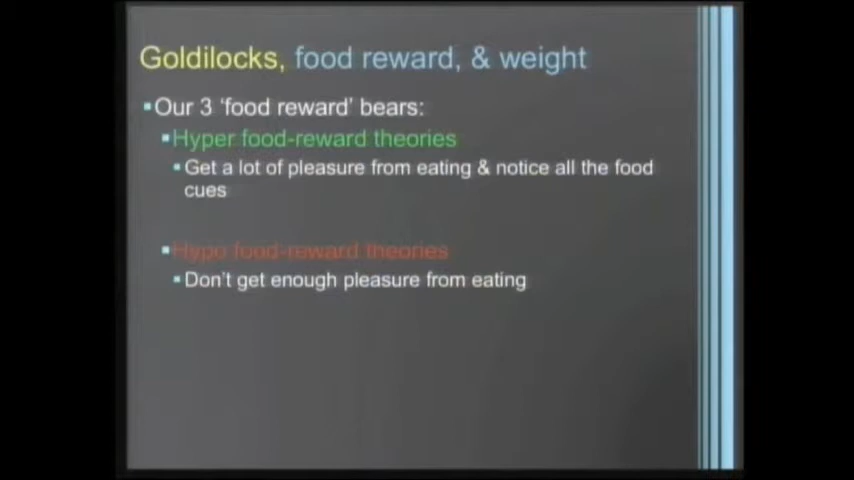 Goldilocks, food reward, & weight
▪Our 3 ‘food reward’ bears:
▪Hyper food-reward theories
▪Get a lot of pleasure from eating & notice all the food
cues
▪Hypo food-reward theories
▪Don’t get enough pleasure from eating